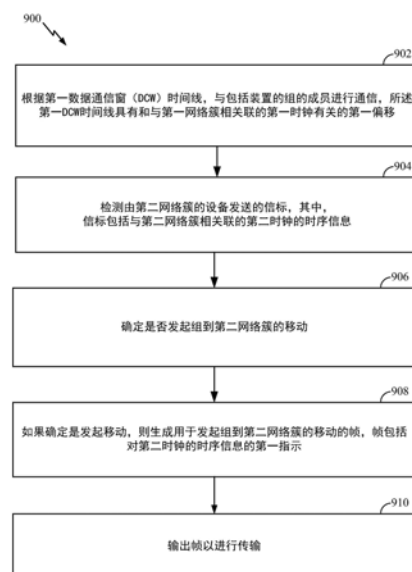 900
902
根据第一数据通信窗（DCW）时间线，与包括装置的组的成员进行通信，所述
第一DCW时间线具有和与第一网络簇相关联的第一时钟有关的第一偏移
904
检测由第二网络簇的设备发送的信标，其中，
信标包括与第二网络簇相关联的第二时钟的时序信息
906
确定是否发起组到第二网络簇的移动
908
如果确定是发起移动，则生成用于发起组到第二网络簇的移动的帧，帧包括
对第二时钟的时序信息的第一指示
910
输出帧以进行传输